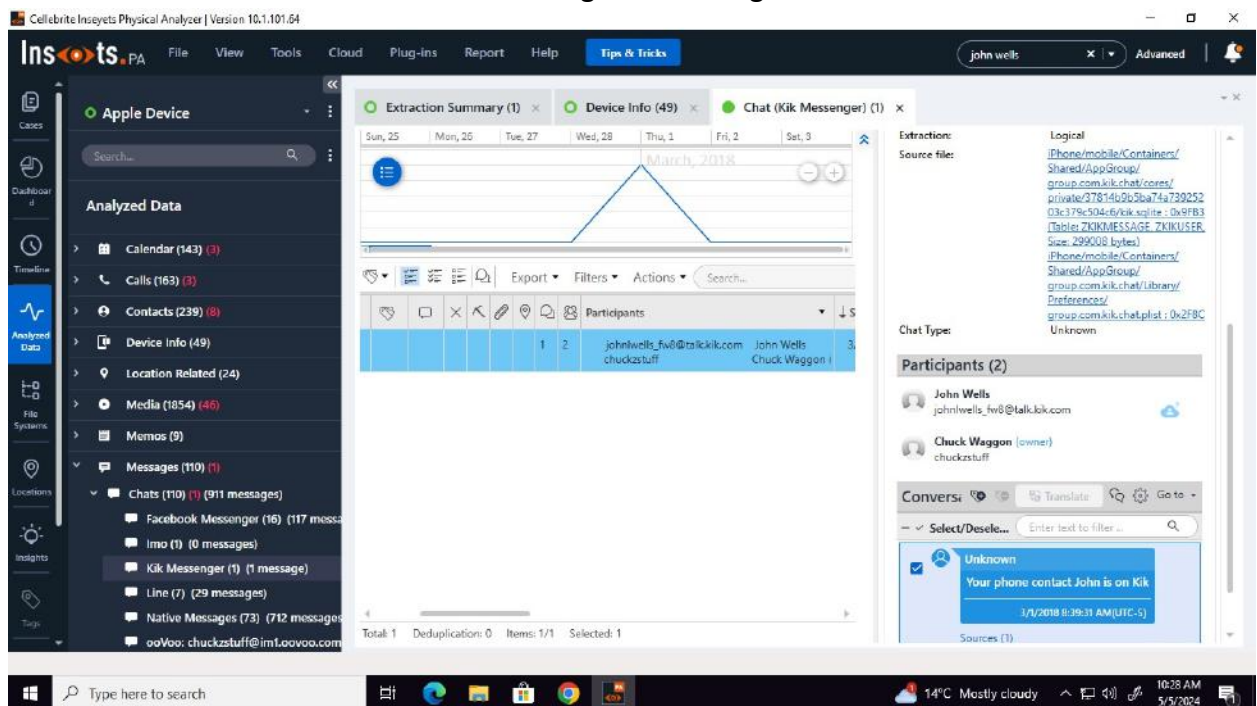 Cellebrite Inseyets Physical Analyzer | Version 10.1.101.64
Ins ts.PA File View Tools Cloud Plug-ins Report Help Tips & Tricks john wells Advanced
Cases
Dashboar
d
Timeline
Analyzed
Data
File
Systems
Locations
Insights
Tags
Apple Device
Search...
Analyzed Data
Calendar (143) (3)
Calls (163) (3)
Contacts (239) (8)
Device Info (49)
Location Related (24)
Media (1854) (46)
Memos (9)
Messages (110) (1)
Chats (110) (1) (911 messages)
Facebook Messenger (16) (117 messa
Imo (1) (0 messages)
Kik Messenger (1) (1 message)
Line (7) (29 messages)
Native Messages (73) (712 messages
ooVoo: chuckzstuff@im1.oovoo.com
Extraction Summary (1) Device Info (49) Chat (Kik Messenger) (1)
Sun, 25 Mon, 26 Tue, 27 Wed, 28 Thu, 1 Fri, 2 Sat, 3
March, 2018
Export Filters Actions Search...
Participants S
1 2 johnlwells_fw8@talk.kik.com John Wells 3/
chuckzstuff Chuck Waggon (
Total: 1 Deduplication: 0 Items: 1/1 Selected: 1
Extraction: Logical
Source file: iPhone/mobile/Containers/
Shared/AppGroup/
group.com.kik.chat/cores/
private/37814b9b5ba74a739252
03c379c504c6/kik.sqlite : 0x9FB3
(Table: ZKIKMESSAGE, ZKIKUSER,
Size: 299008 bytes)
iPhone/mobile/Containers/
Shared/AppGroup/
group.com.kik.chat/Library/
Preferences/
group.com.kik.chat.plist : 0x2F8C
Chat Type: Unknown
Participants (2)
John Wells
johnlwells_fw8@talk.kik.com
Chuck Waggon (owner)
chuckzstuff
Convers Translate Go to
Select/Desele... Enter text to filter ...
Unknown
Your phone contact John is on Kik
3/1/2018 8:39:31 AM(UTC-5)
Sources (1)
Type here to search
14°C Mostly cloudy
10:28 AM
5/5/2024